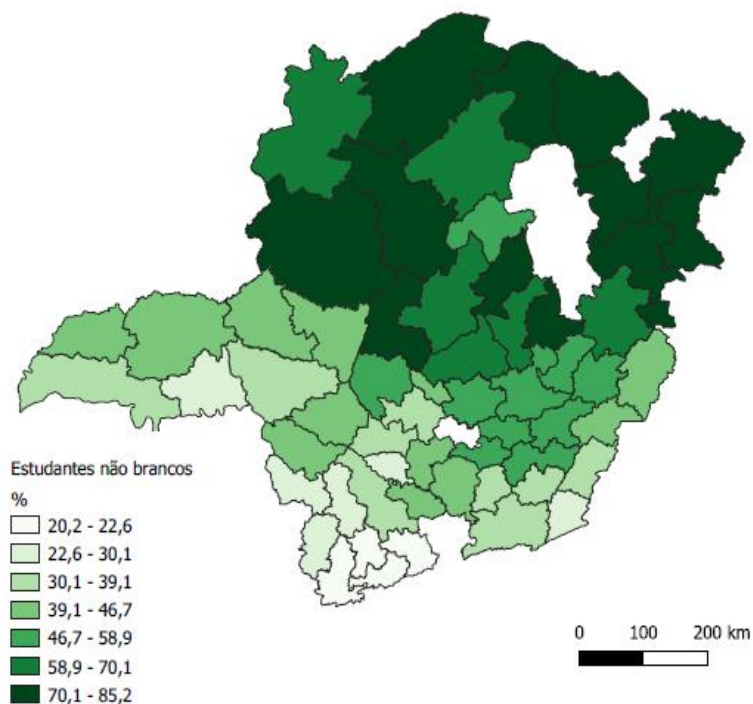 Estudantes não brancos
%
20,2 - 22,6
22,6 - 30,1
30,1 - 39,1
39,1 - 46,7
46,7 - 58,9
58,9 - 70,1
70,1 - 85,2
0 100 200 km